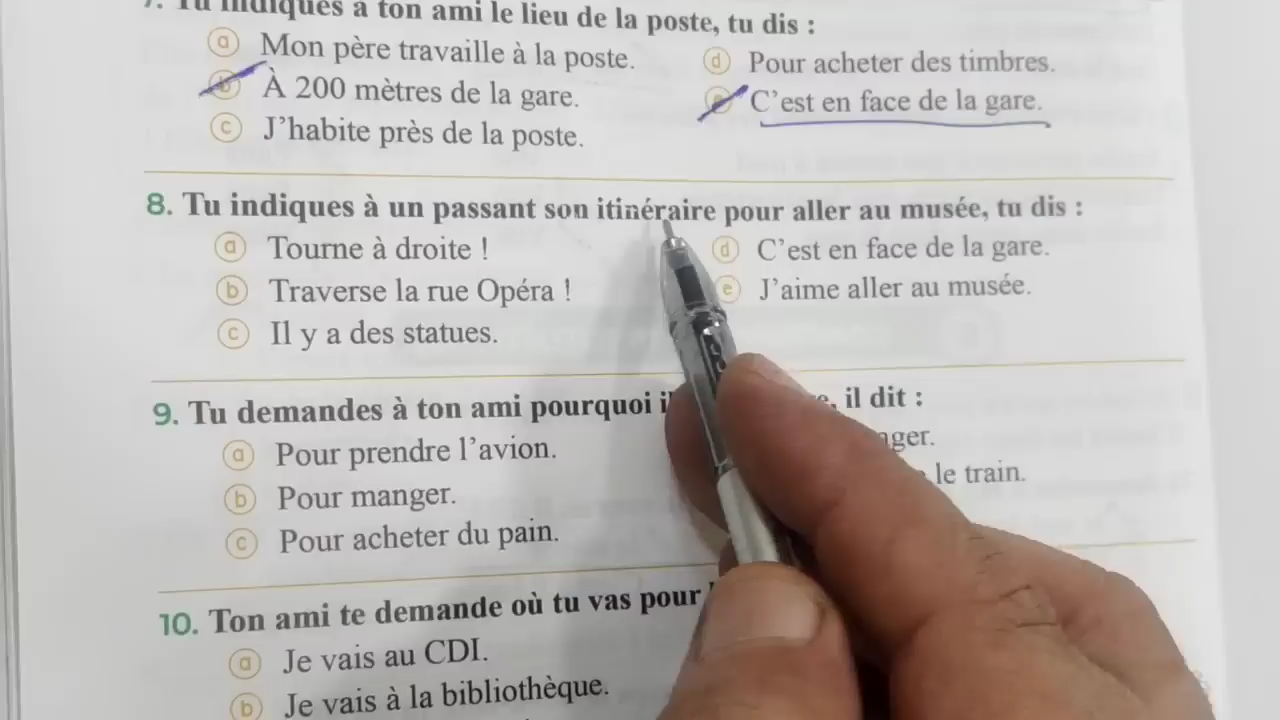 7. Tu indiques à ton ami le lieu de la poste, tu dis :
a Mon père travaille à la poste.
b À 200 mètres de la gare.
c J'habite près de la poste.
d Pour acheter des timbres.
e C'est en face de la gare.
8. Tu indiques à un passant son itinéraire pour aller au musée, tu dis :
a Tourne à droite !
b Traverse la rue Opéra !
c Il y a des statues.
d C'est en face de la gare.
e J'aime aller au musée.
9. Tu demandes à ton ami pourquoi il dit :
a Pour prendre l'avion.
b Pour manger.
c Pour acheter du pain.
le train.
10. Ton ami te demande où tu vas pour
a Je vais au CDI.
b Je vais à la bibliothèque.